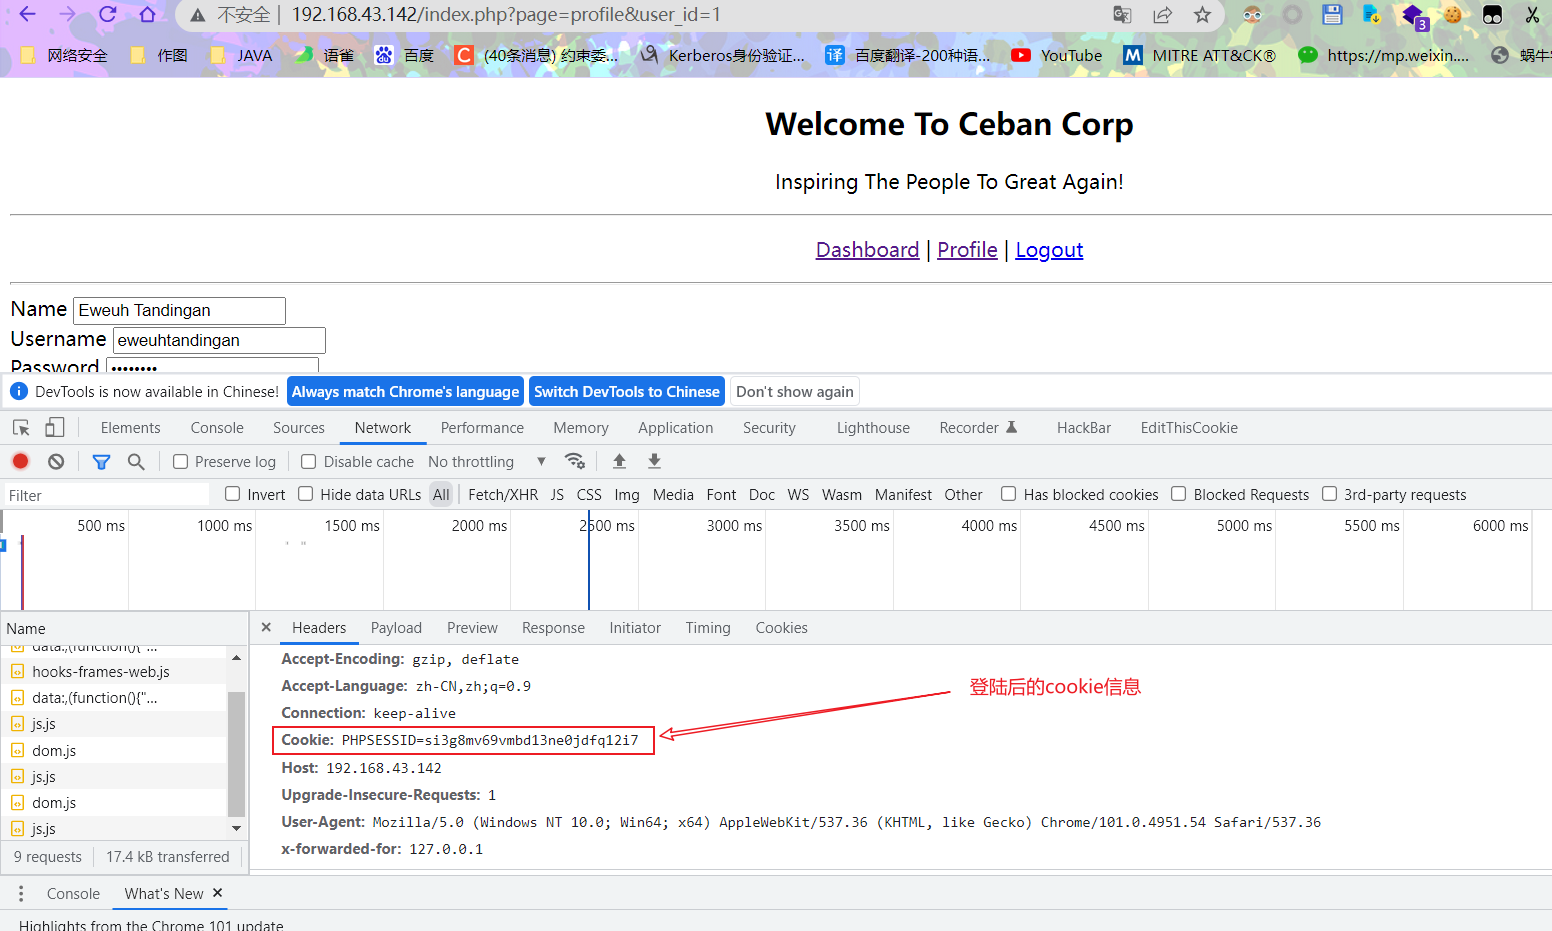 不安全 | 192.168.43.142/index.php?page=profile&user_id=1
3
网络安全 作图 JAVA 语雀 百度 C (40条消息) 约束委... Kerberos身份验证... 译 百度翻译-200种语... YouTube M MITRE ATT&CK® https://mp.weixin.... 蜗牛
Welcome To Ceban Corp
Inspiring The People To Great Again!
Dashboard | Profile | Logout
Name Eweuh Tandingan
Username eweuhtandingan
Password ••••••••
DevTools is now available in Chinese! Always match Chrome's language Switch DevTools to Chinese Don't show again
Elements Console Sources Network Performance Memory Application Security Lighthouse Recorder HackBar EditThisCookie
Preserve log Disable cache No throttling
Filter Invert Hide data URLs All Fetch/XHR JS CSS Img Media Font Doc WS Wasm Manifest Other Has blocked cookies Blocked Requests 3rd-party requests
500 ms 1000 ms 1500 ms 2000 ms 2500 ms 3000 ms 3500 ms 4000 ms 4500 ms 5000 ms 5500 ms 6000 ms
Name
data:,(function(){"...
hooks-frames-web.js
data:,(function(){"...
js.js
dom.js
js.js
dom.js
js.js
9 requests 17.4 kB transferred
× Headers Payload Preview Response Initiator Timing Cookies
Accept-Encoding: gzip, deflate
Accept-Language: zh-CN,zh;q=0.9
Connection: keep-alive
Cookie: PHPSESSID=si3g8mv69vmbd13ne0jdfq12i7
登陆后的cookie信息
Host: 192.168.43.142
Upgrade-Insecure-Requests: 1
User-Agent: Mozilla/5.0 (Windows NT 10.0; Win64; x64) AppleWebKit/537.36 (KHTML, like Gecko) Chrome/101.0.4951.54 Safari/537.36
x-forwarded-for: 127.0.0.1
Console What's New ×
Highlights from the Chrome 101 update